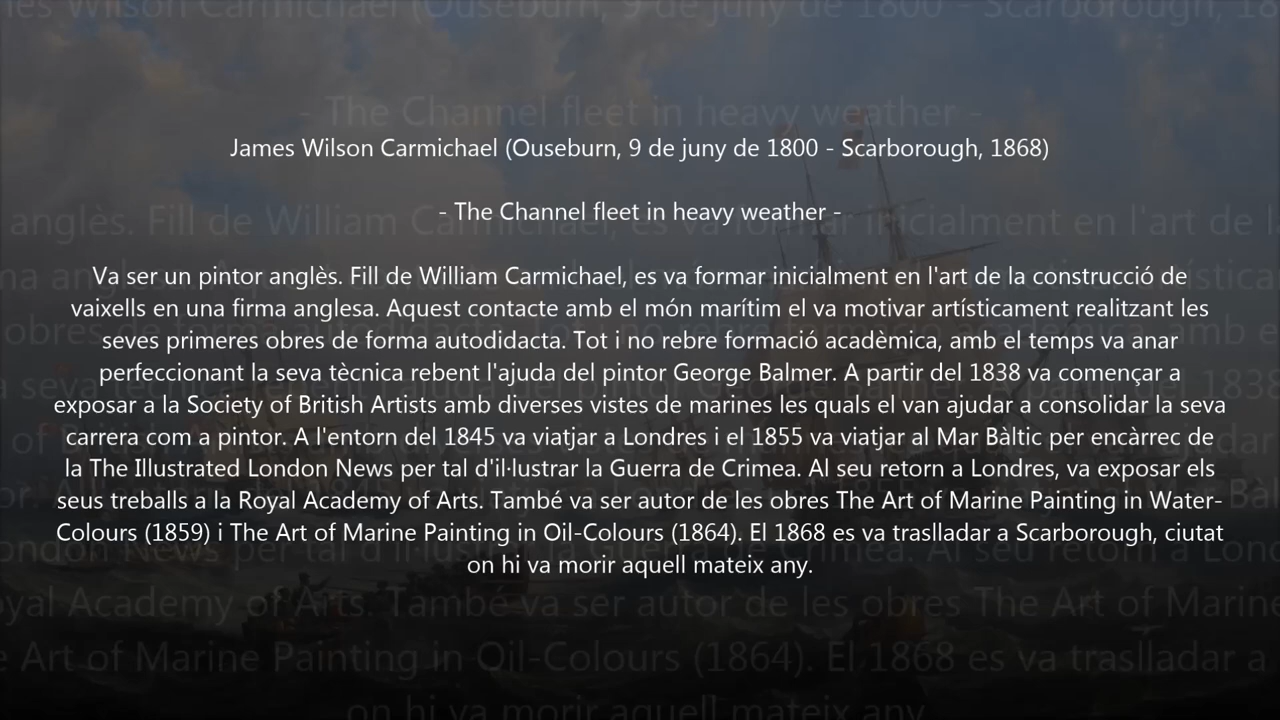 James Wilson Carmichael (Ouseburn, 9 de juny de 1800 - Scarborough, 1868)
- The Channel fleet in heavy weather -
Va ser un pintor anglès. Fill de William Carmichael, es va formar inicialment en l'art de la construcció de
vaixells en una firma anglesa. Aquest contacte amb el món marítim el va motivar artísticament realitzant les
seves primeres obres de forma autodidacta. Tot i no rebre formació acadèmica, amb el temps va anar
perfeccionant la seva tècnica rebent l'ajuda del pintor George Balmer. A partir del 1838 va començar a
exposar a la Society of British Artists amb diverses vistes de marines les quals el van ajudar a consolidar la seva
carrera com a pintor. A l'entorn del 1845 va viatjar a Londres i el 1855 va viatjar al Mar Bàltic per encàrrec de
la The Illustrated London News per tal d'il·lustrar la Guerra de Crimea. Al seu retorn a Londres, va exposar els
seus treballs a la Royal Academy of Arts. També va ser autor de les obres The Art of Marine Painting in Water-
Colours (1859) i The Art of Marine Painting in Oil-Colours (1864). El 1868 es va traslladar a Scarborough, ciutat
on hi va morir aquell mateix any.